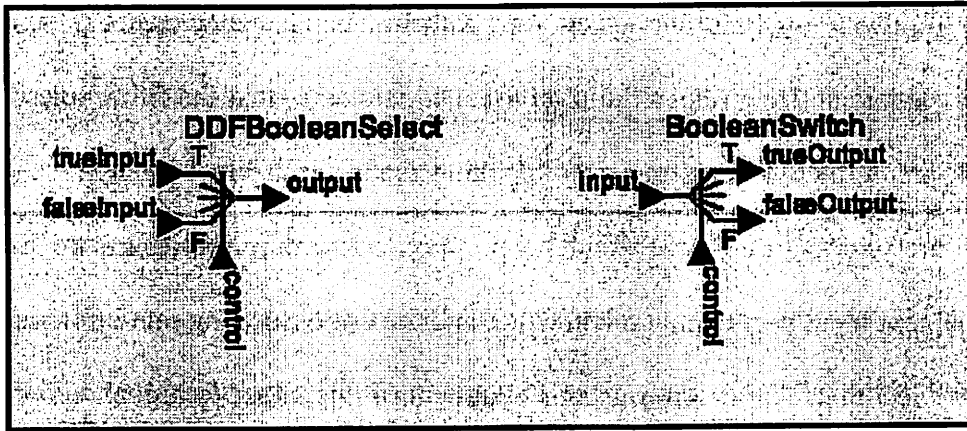 DDFBooleanSelect
trueInput
T
output
falseInput
F
control
BooleanSwitch
T
trueOutput
input
falseOutput
F
control